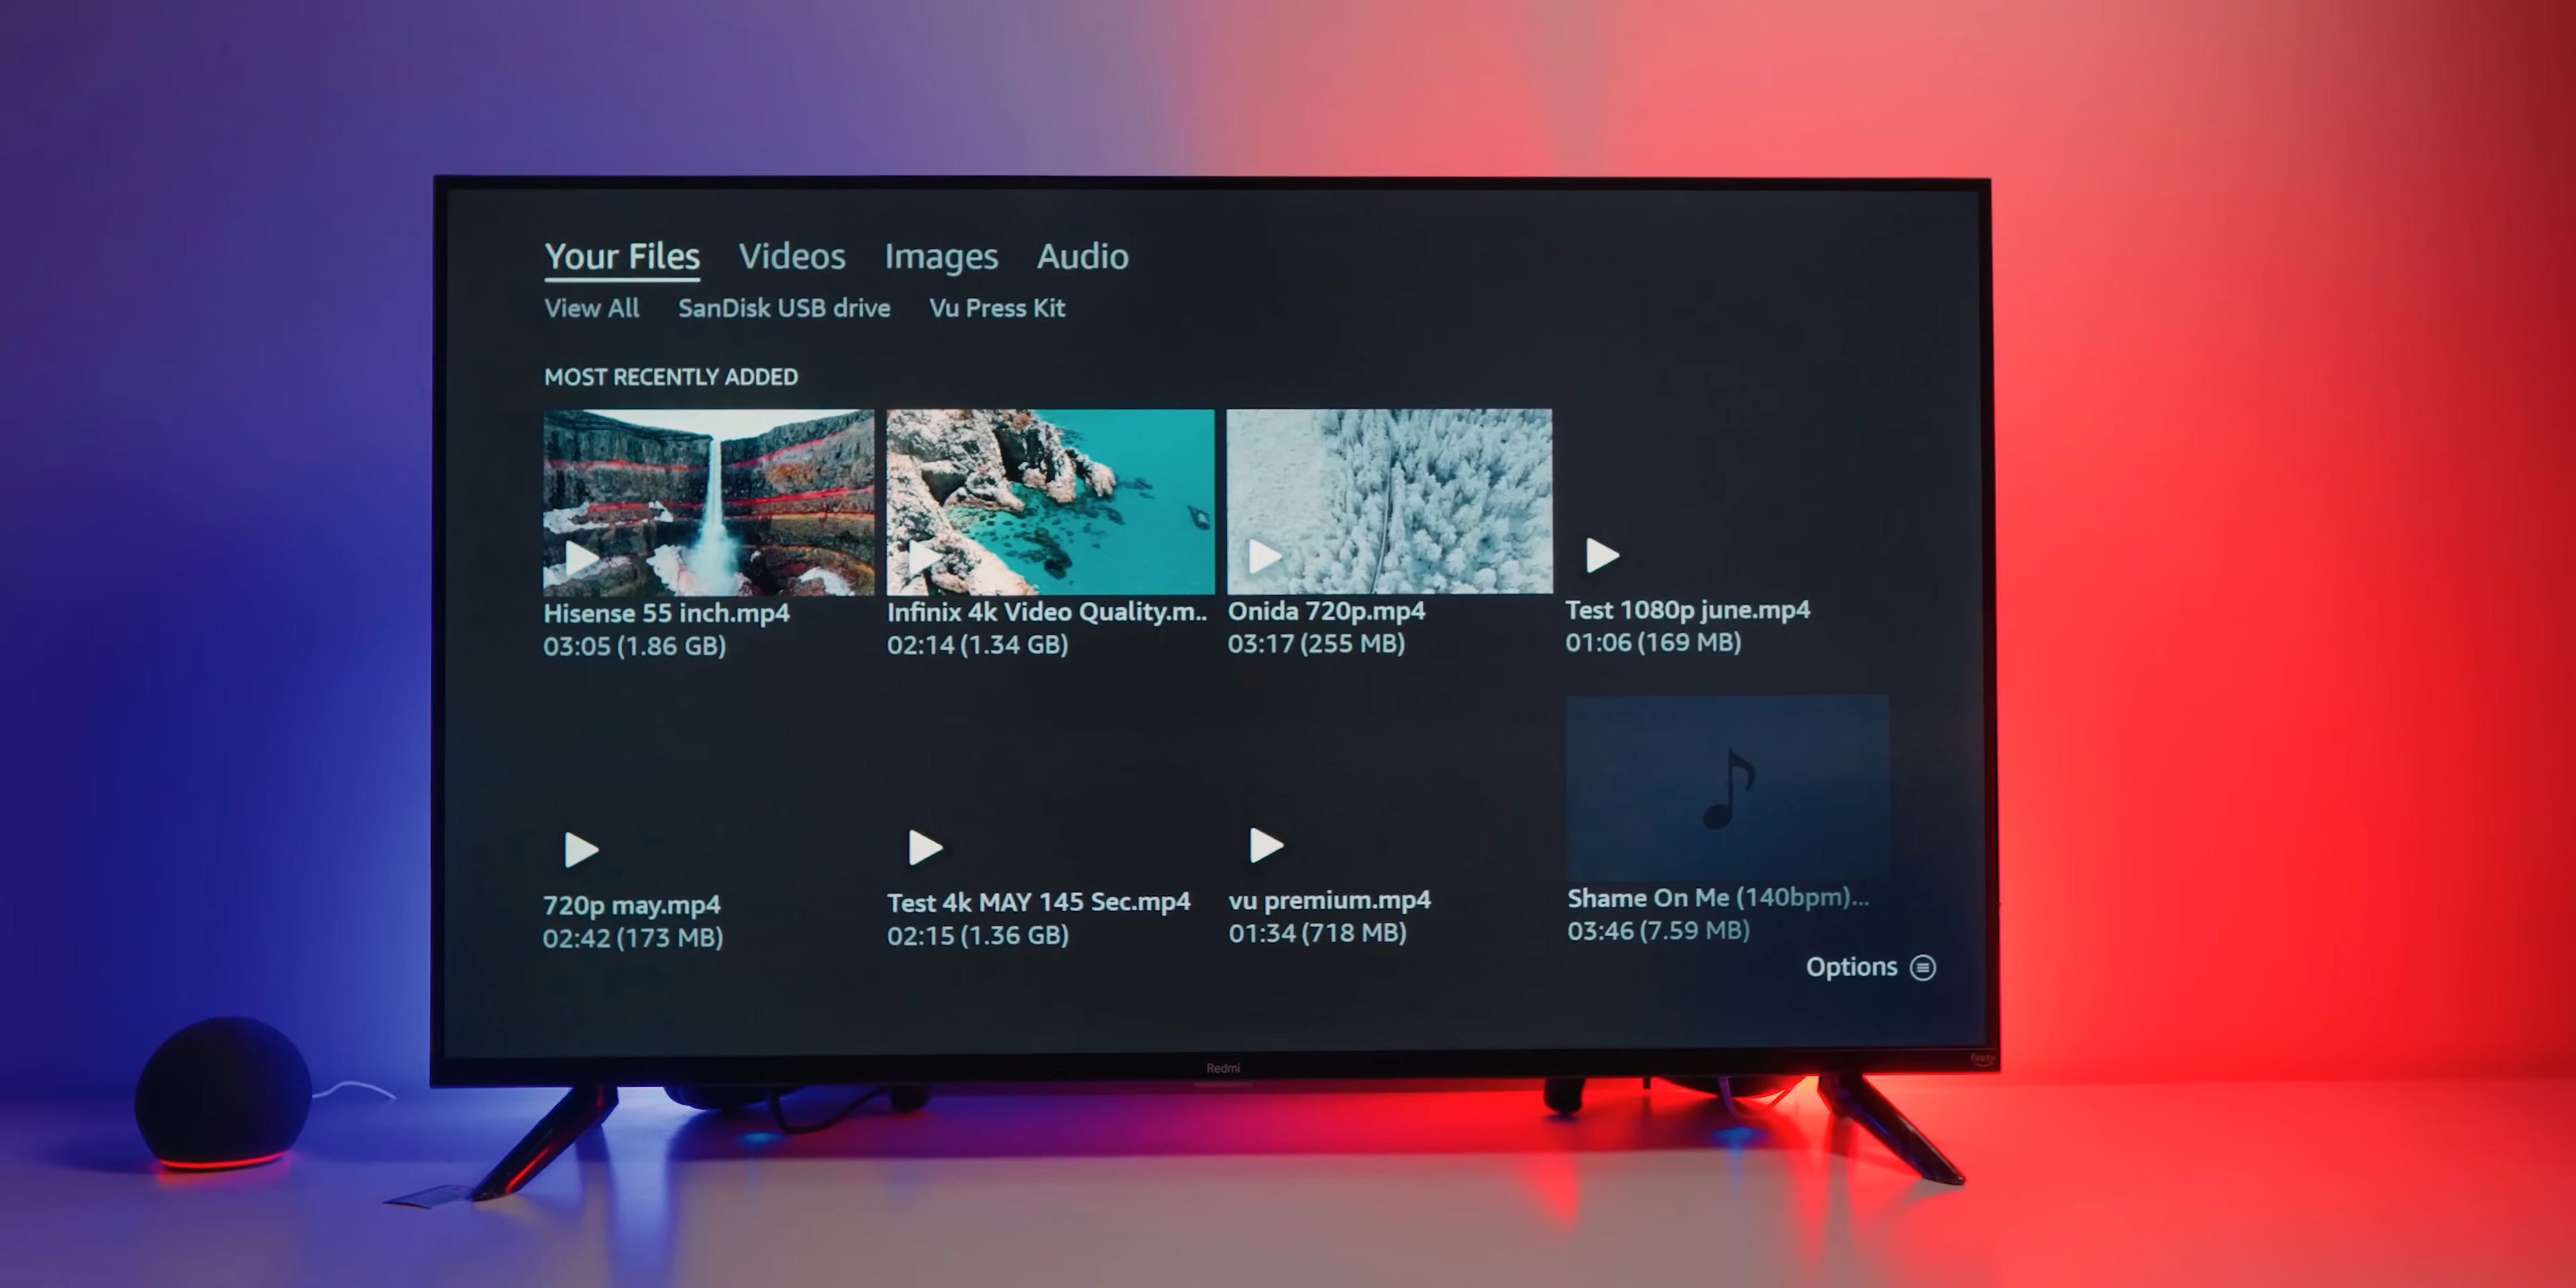 Your Files Videos Images Audio
View All SanDisk USB drive Vu Press Kit
MOST RECENTLY ADDED
Hisense 55 inch.mp4
03:05 (1.86 GB)
Infinix 4k Video Quality.m..
02:14 (1.34 GB)
Onida 720p.mp4
03:17 (255 MB)
Test 1080p june.mp4
01:06 (169 MB)
720p may.mp4
02:42 (173 MB)
Test 4k MAY 145 Sec.mp4
02:15 (1.36 GB)
vu premium.mp4
01:34 (718 MB)
Shame On Me (140bpm)...
03:46 (7.59 MB)
Options
Redmi
firetv